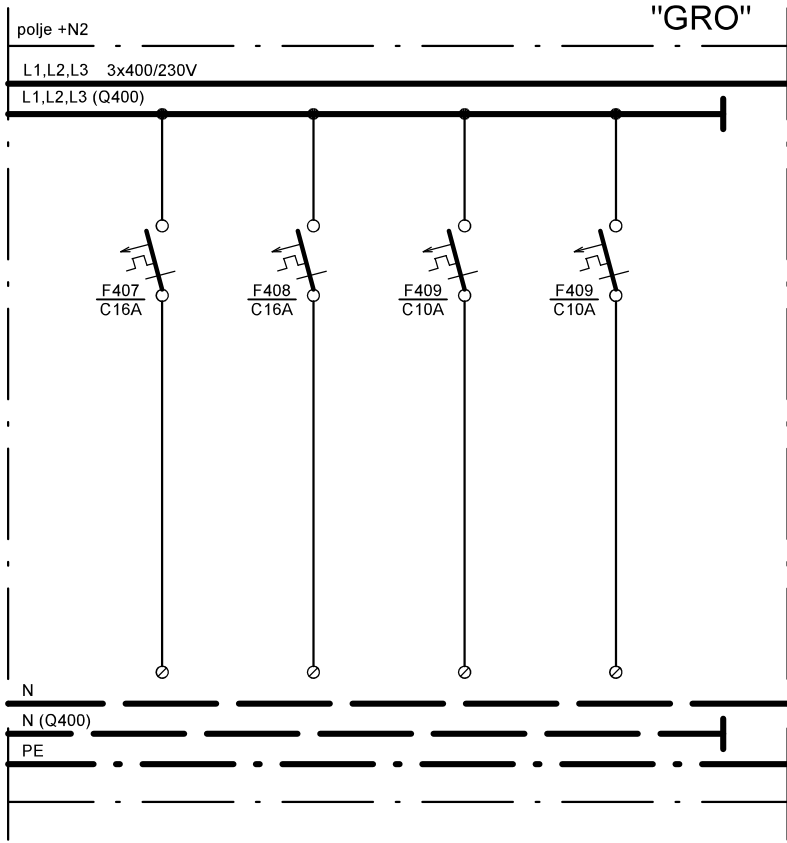 "GRO"
polje +N2
L1,L2,L3 3x400/230V
L1,L2,L3 (Q400)
F407
C16A
F408
C16A
F409
C10A
F409
C10A
N
N (Q400)
PE